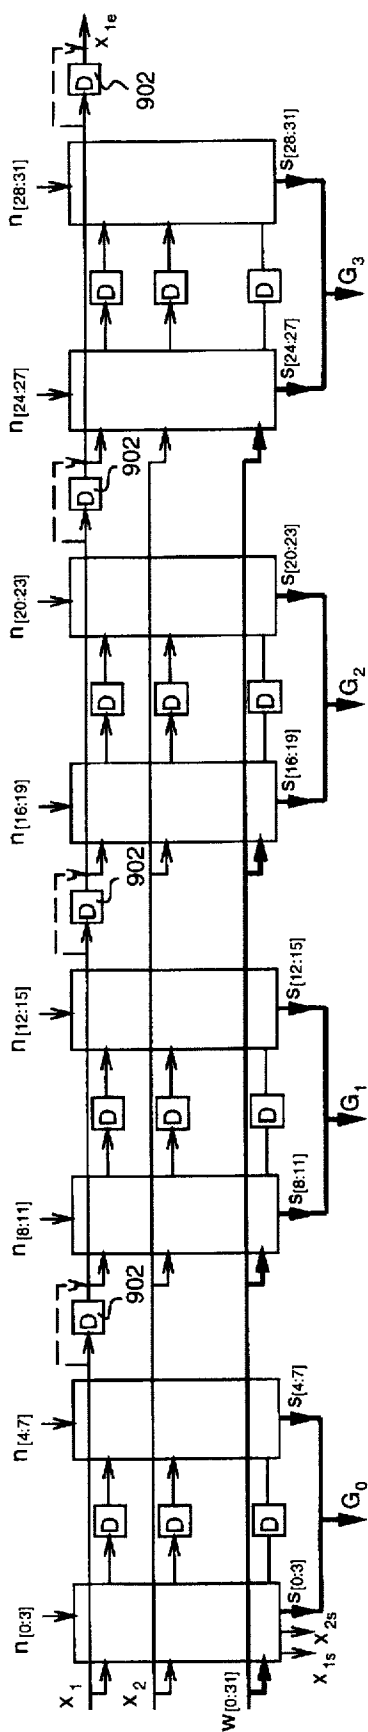 n[0:3] n[4:7] n[8:11] n[12:15] n[16:19] n[20:23] n[24:27] n[28:31]
902 902 902 902
D D D D x1e
x1
D D D D
x2
D D D D
w[0:31]
D D D D
s[0:3] s[4:7] s[8:11] s[12:15] s[16:19] s[20:23] s[24:27] s[28:31]
x1s x2s
G0 G1 G2 G3